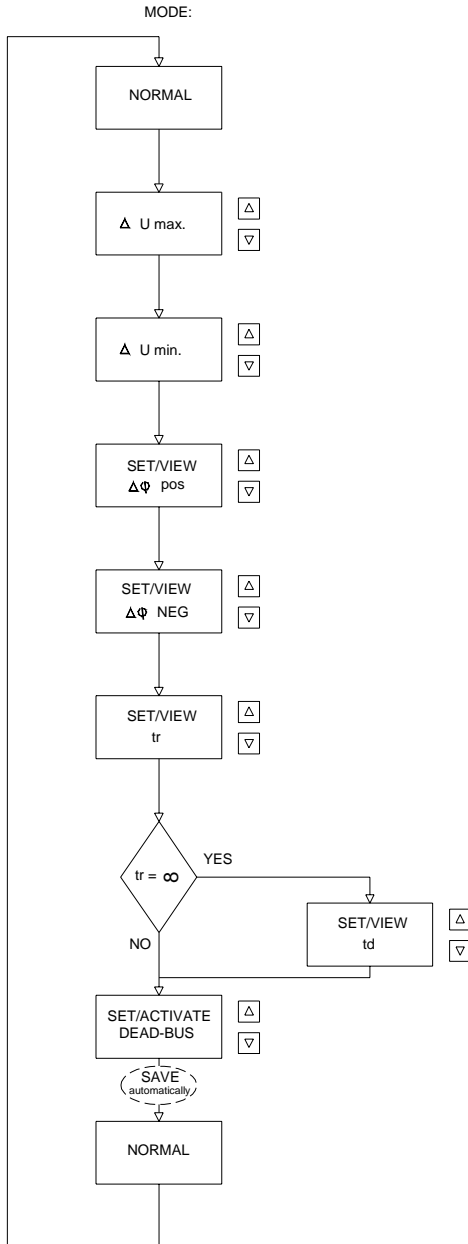 MODE:
NORMAL
Δ U max.
Δ U min.
SET/VIEW
Δφ pos
SET/VIEW
Δφ NEG
SET/VIEW
tr
tr = ∞
YES
NO
SET/VIEW
td
SET/ACTIVATE
DEAD-BUS
SAVE
automatically
NORMAL